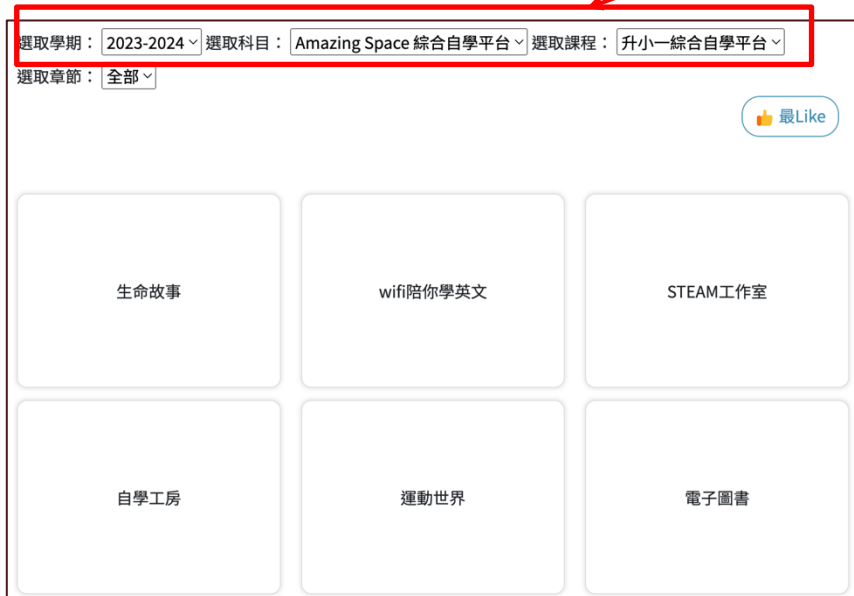 選取學期： 2023-2024 選取科目： Amazing Space 綜合自學平台 選取課程： 升小一綜合自學平台
選取章節： 全部
👍 最Like
生命故事 wifi陪你學英文 STEAM工作室
自學工房 運動世界 電子圖書